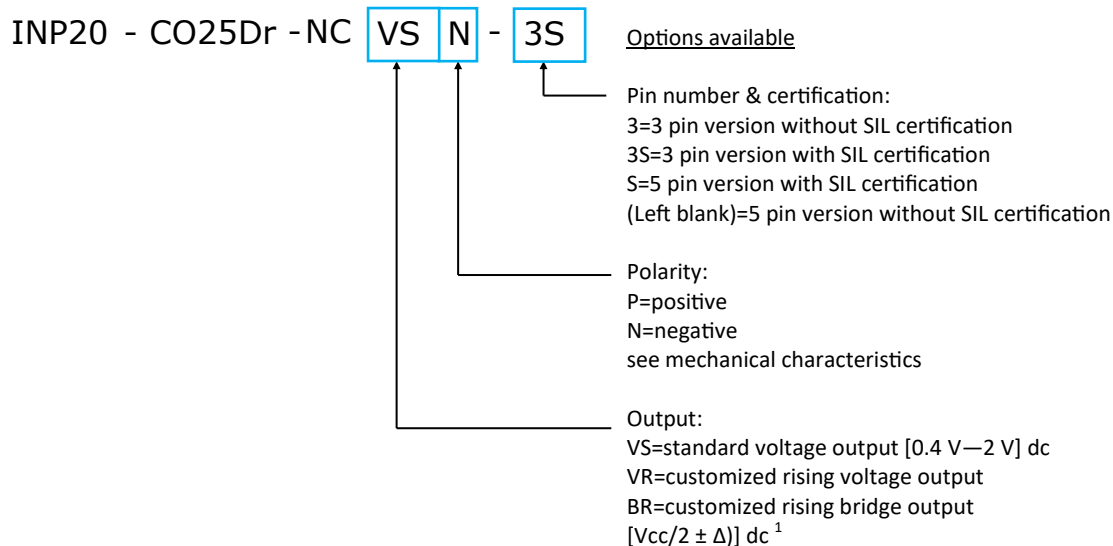 INP20 - CO25Dr -NC VS N - 3S
Options available
Pin number & certification:
3=3 pin version without SIL certification
3S=3 pin version with SIL certification
S=5 pin version with SIL certification
(Left blank)=5 pin version without SIL certification
Polarity:
P=positive
N=negative
see mechanical characteristics
Output:
VS=standard voltage output [0.4 V—2 V] dc
VR=customized rising voltage output
BR=customized rising bridge output
[Vcc/2 ± Δ)] dc ¹